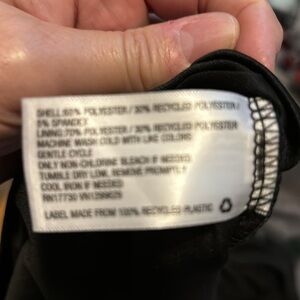 SHELL:65% POLYESTER / 30% RECYCLED POLYESTER /
5% SPANDEX
LINING:70% POLYESTER / 30% RECYCLED POLYESTER
MACHINE WASH COLD WITH LIKE COLORS
GENTLE CYCLE
ONLY NON-CHLORINE BLEACH IF NEEDED
TUMBLE DRY LOW, REMOVE PROMPTLY
COOL IRON IF NEEDED
RN17730
LABEL MADE FROM 100% RECYCLED PLASTIC